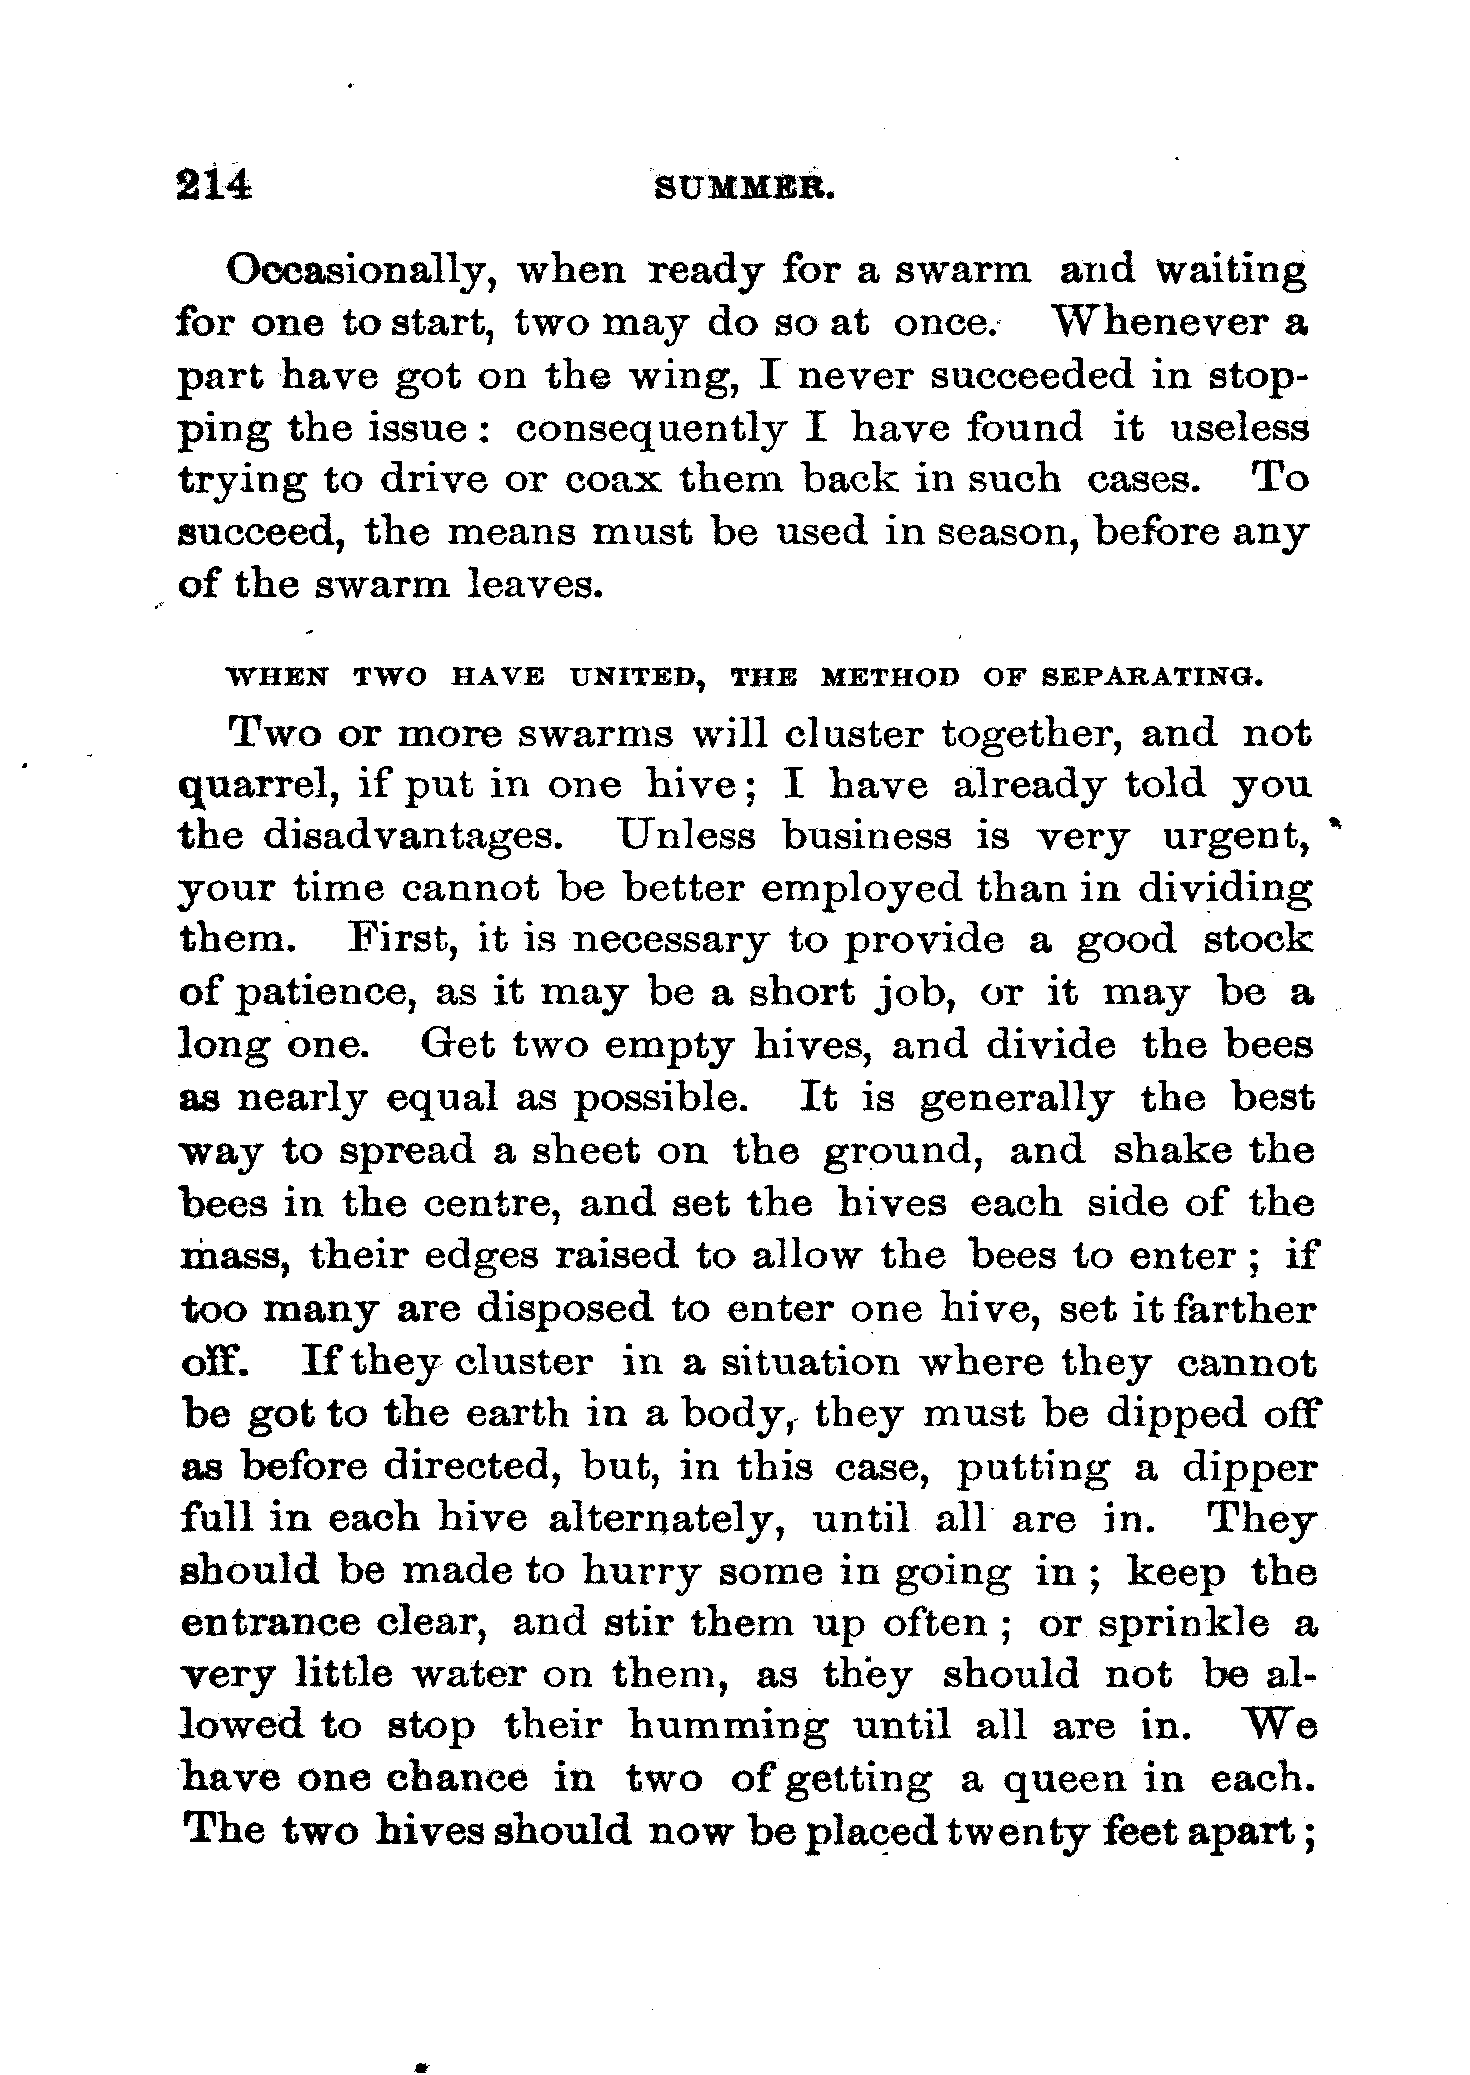 214 SUMMER.
Occasionally, when ready for a swarm and waiting
for one to start, two may do so at once. Whenever a
part have got on the wing, I never succeeded in stop-
ping the issue : consequently I have found it useless
trying to drive or coax them back in such cases. To
succeed, the means must be used in season, before any
of the swarm leaves.
WHEN TWO HAVE UNITED, THE METHOD OF SEPARATING.
Two or more swarms will cluster together, and not
quarrel, if put in one hive ; I have already told you
the disadvantages. Unless business is very urgent,
your time cannot be better employed than in dividing
them. First, it is necessary to provide a good stock
of patience, as it may be a short job, or it may be a
long one. Get two empty hives, and divide the bees
as nearly equal as possible. It is generally the best
way to spread a sheet on the ground, and shake the
bees in the centre, and set the hives each side of the
mass, their edges raised to allow the bees to enter ; if
too many are disposed to enter one hive, set it farther
off. If they cluster in a situation where they cannot
be got to the earth in a body, they must be dipped off
as before directed, but, in this case, putting a dipper
full in each hive alternately, until all are in. They
should be made to hurry some in going in ; keep the
entrance clear, and stir them up often ; or sprinkle a
very little water on them, as they should not be al-
lowed to stop their humming until all are in. We
have one chance in two of getting a queen in each.
The two hives should now be placed twenty feet apart ;